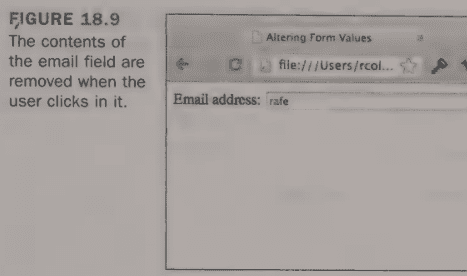 FIGURE 18.9
The contents of
the email field are
removed when the
user clicks in it.
Altering Form Values
file:///Users/rcol...
Email address: rafe